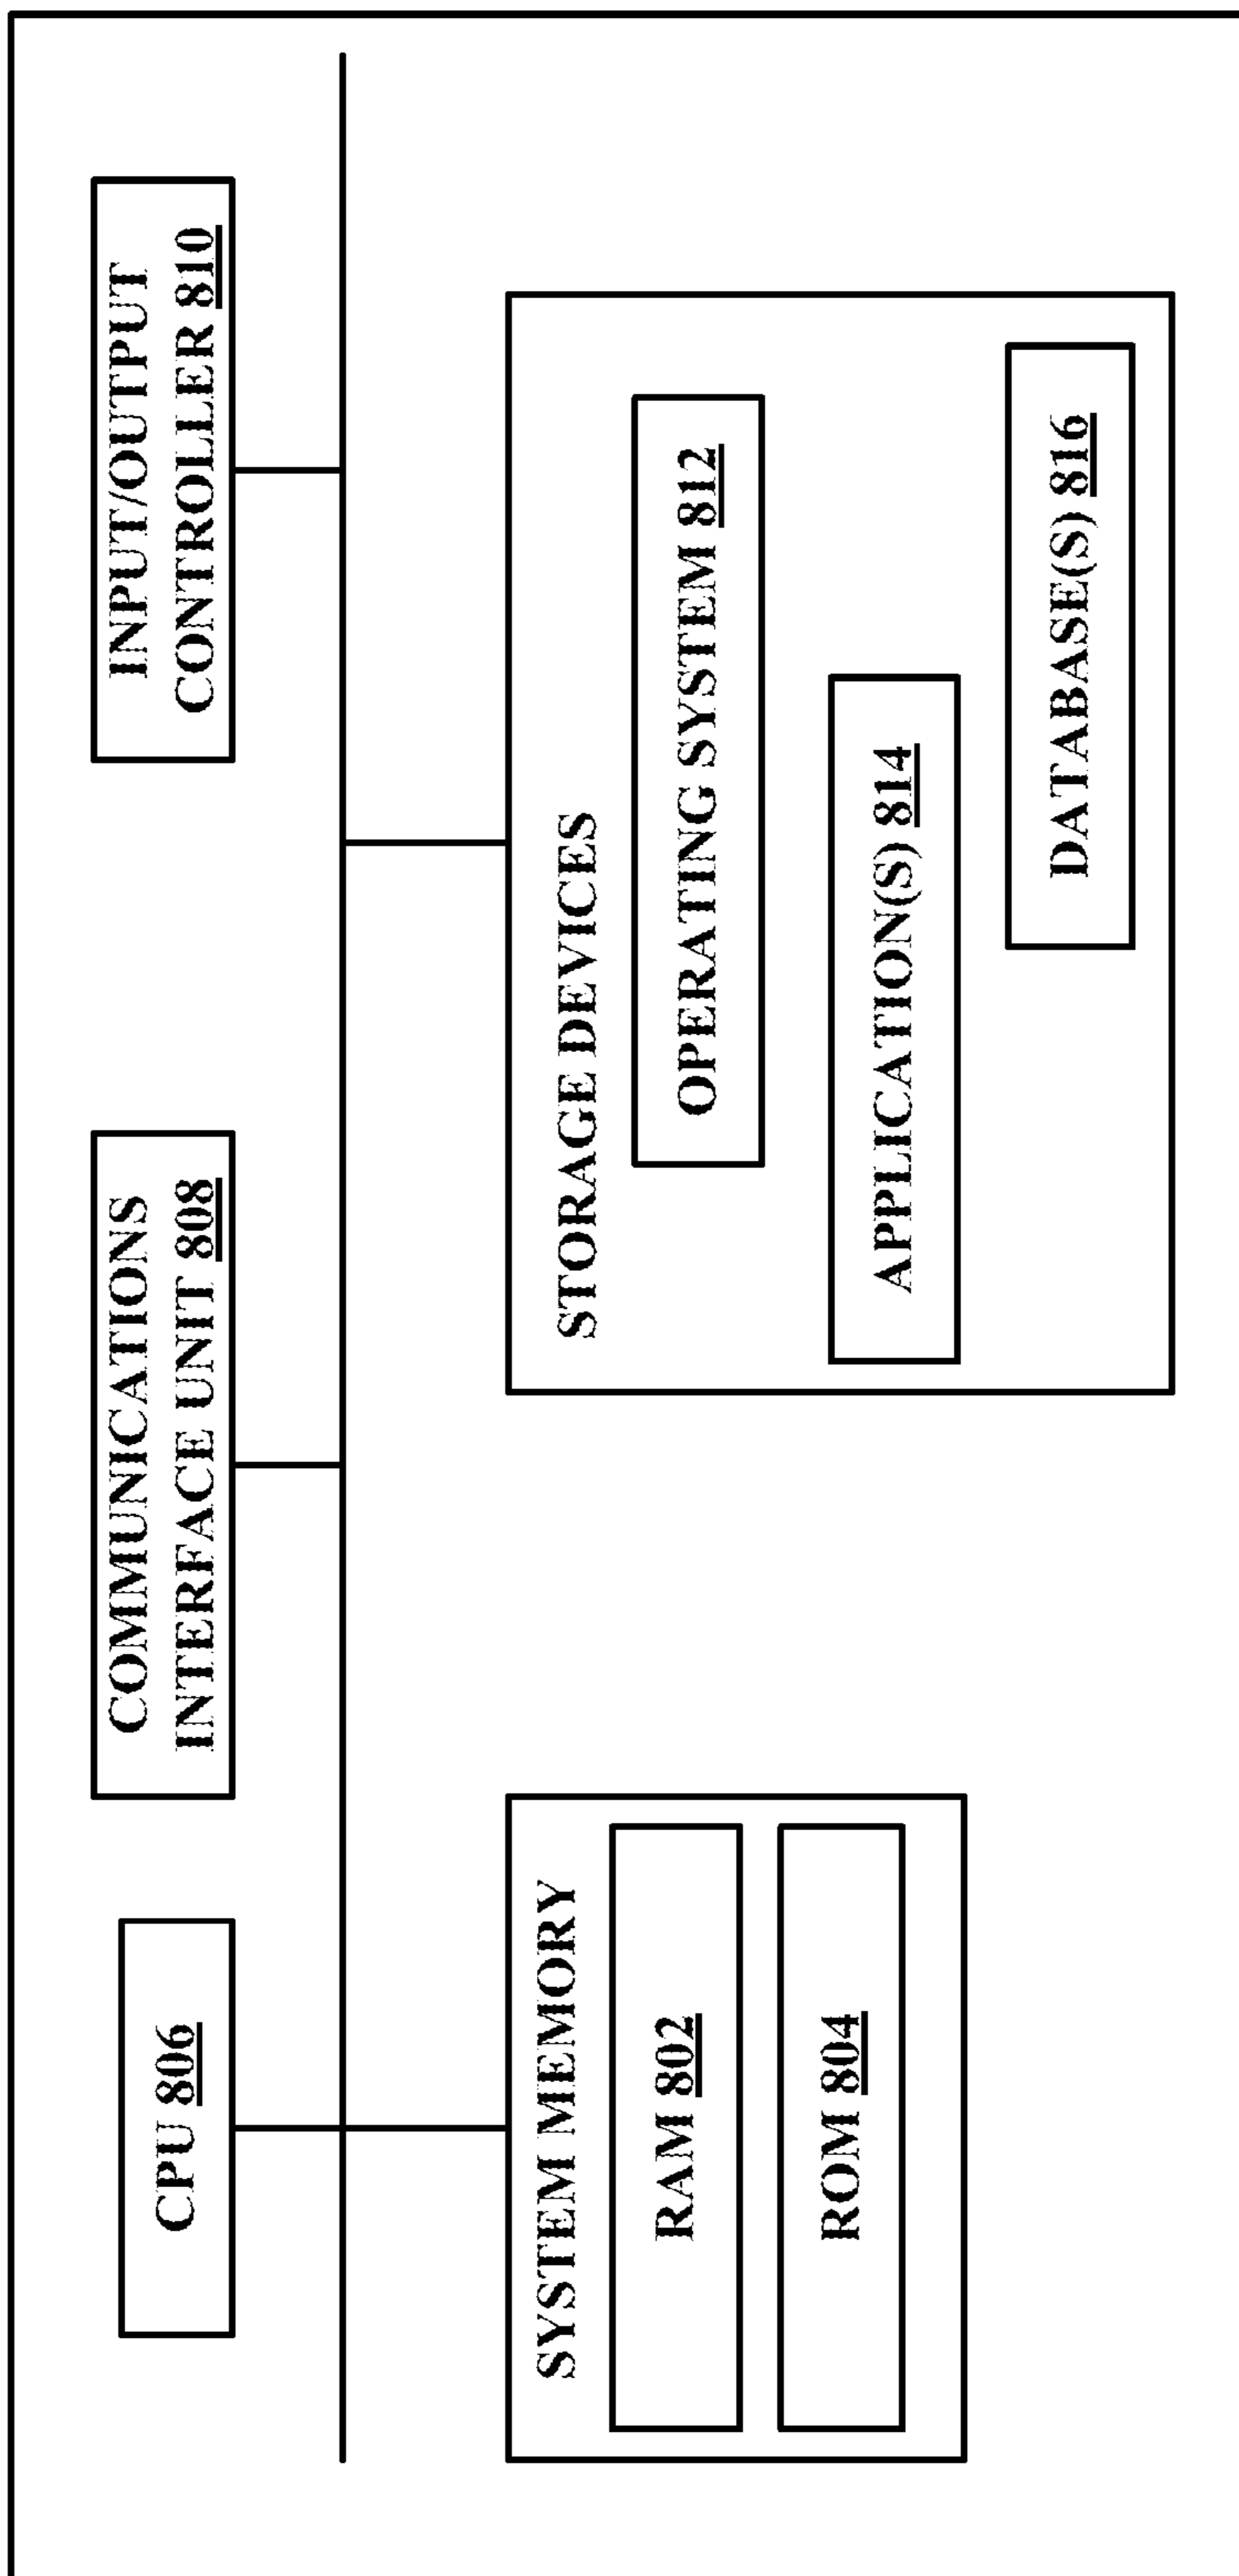 CPU 806
COMMUNICATIONS
INTERFACE UNIT 808
INPUT/OUTPUT
CONTROLLER 810
SYSTEM MEMORY
RAM 802
ROM 804
STORAGE DEVICES
OPERATING SYSTEM 812
APPLICATION(S) 814
DATABASE(S) 816